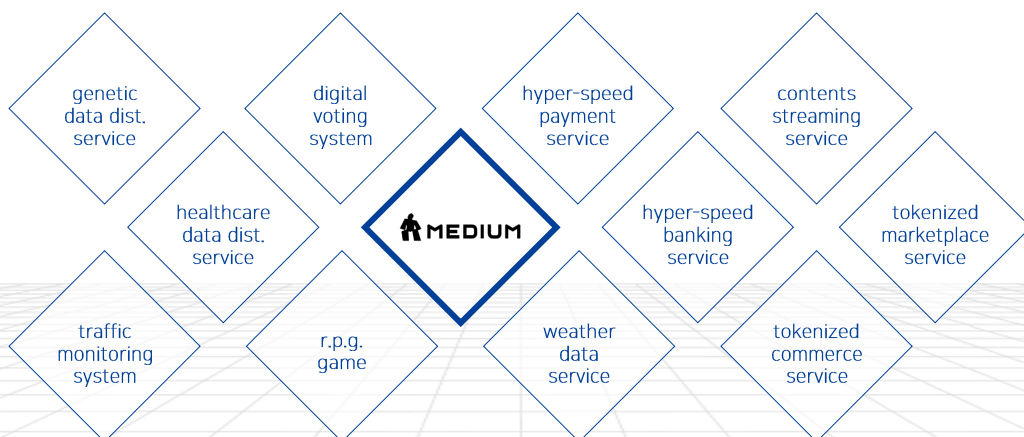 genetic
data dist.
service
digital
voting
system
hyper-speed
payment
service
contents
streaming
service
healthcare
data dist.
service
MEDIUM
hyper-speed
banking
service
tokenized
marketplace
service
traffic
monitoring
system
r.p.g.
game
weather
data
service
tokenized
commerce
service